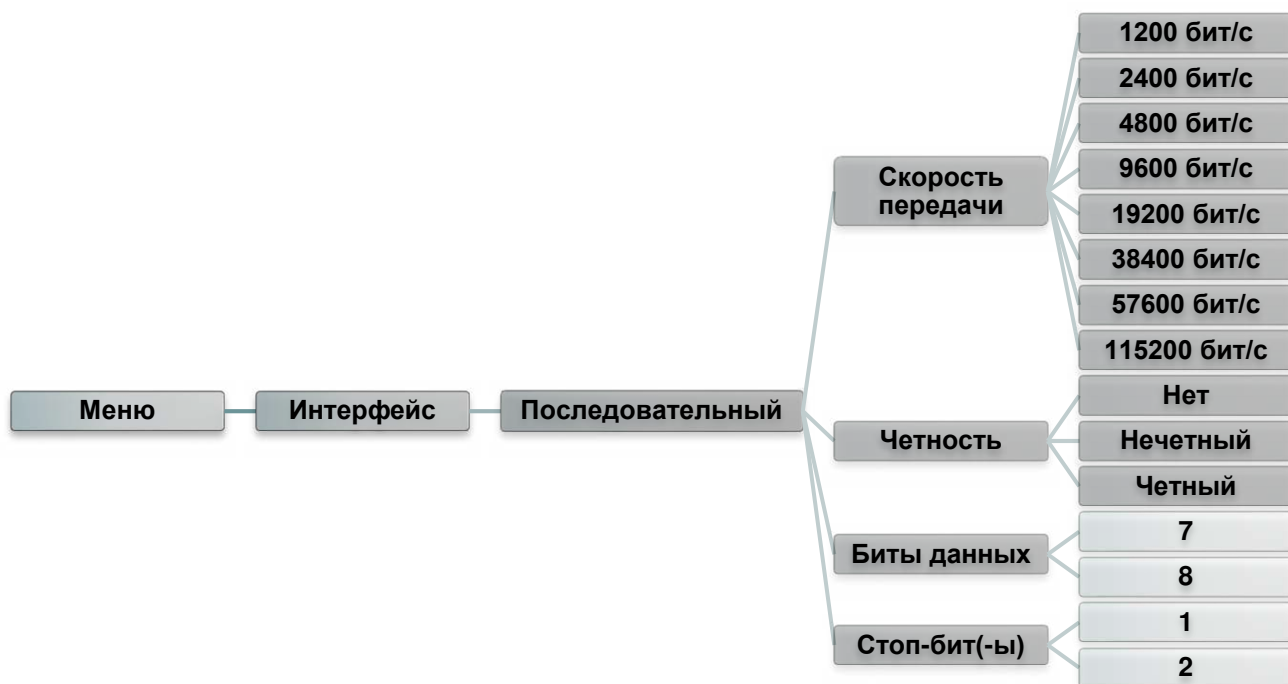 1200 бит/с
2400 бит/с
4800 бит/с
9600 бит/с
19200 бит/с
38400 бит/с
57600 бит/с
115200 бит/с
Скорость
передачи
Меню
Интерфейс
Последовательный
Четность
Нет
Нечетный
Четный
Биты данных
7
8
Стоп-бит(-ы)
1
2